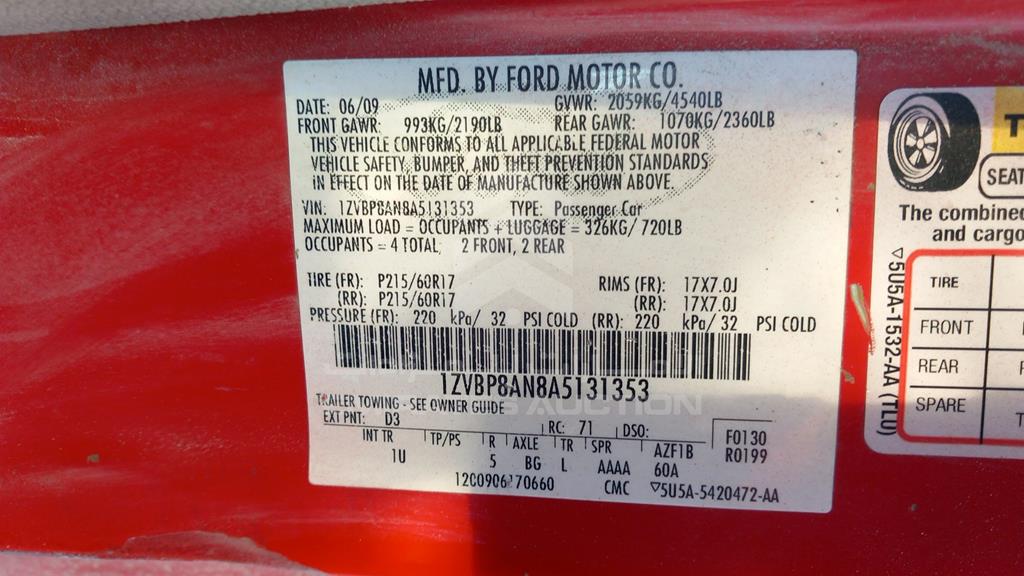 MFD. BY FORD MOTOR CO.
DATE: 06/09 GVWR: 2059KG/4540LB
FRONT GAWR: 993KG/2190LB REAR GAWR: 1070KG/2360LB
THIS VEHICLE CONFORMS TO ALL APPLICABLE FEDERAL MOTOR
VEHICLE SAFETY, BUMPER, AND THEFT PREVENTION STANDARDS
IN EFFECT ON THE DATE OF MANUFACTURE SHOWN ABOVE.
VIN: 1ZVBP8AN8A5131353 TYPE: Passenger Car
MAXIMUM LOAD = OCCUPANTS + LUGGAGE = 326KG/720LB
OCCUPANTS = 4 TOTAL, 2 FRONT, 2 REAR
TIRE (FR): P215/60R17 RIMS (FR): 17X7.0J
(RR): P215/60R17 (RR): 17X7.0J
PRESSURE (FR): 220 kPa/ 32 PSI COLD (RR): 220 kPa/ 32 PSI COLD
1ZVBP8AN8A5131353
TRAILER TOWING - SEE OWNER GUIDE
EXT PNT: D3 RC: 71 DSO:
INT TR TP/PS R AXLE TR SPR AZF1B F0130
1U 5 BG L AAAA 60A R0199
CMC ▽5U5A-5420472-AA
SEAT
The combined
and cargo
▽5U5A-1532-AA (TLU)
TIRE
FRONT
REAR
SPARE